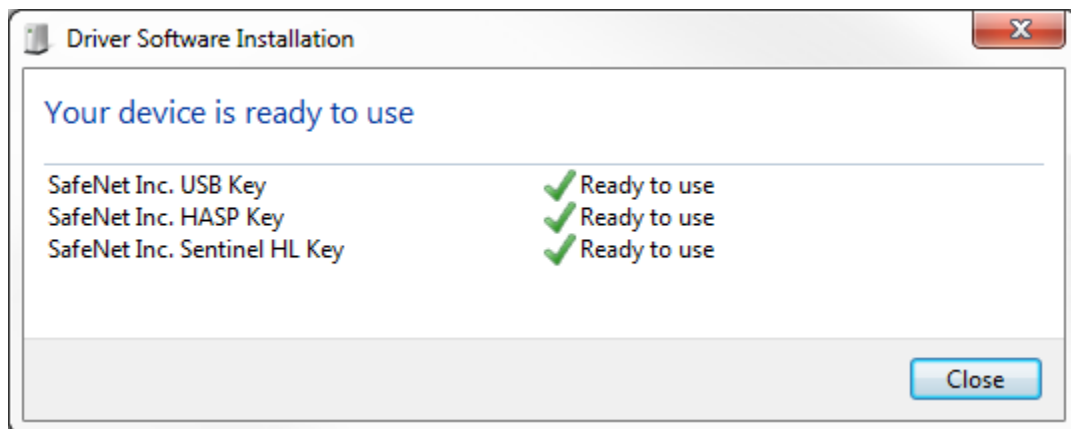 Driver Software Installation
Your device is ready to use
SafeNet Inc. USB Key Ready to use
SafeNet Inc. HASP Key Ready to use
SafeNet Inc. Sentinel HL Key Ready to use
Close